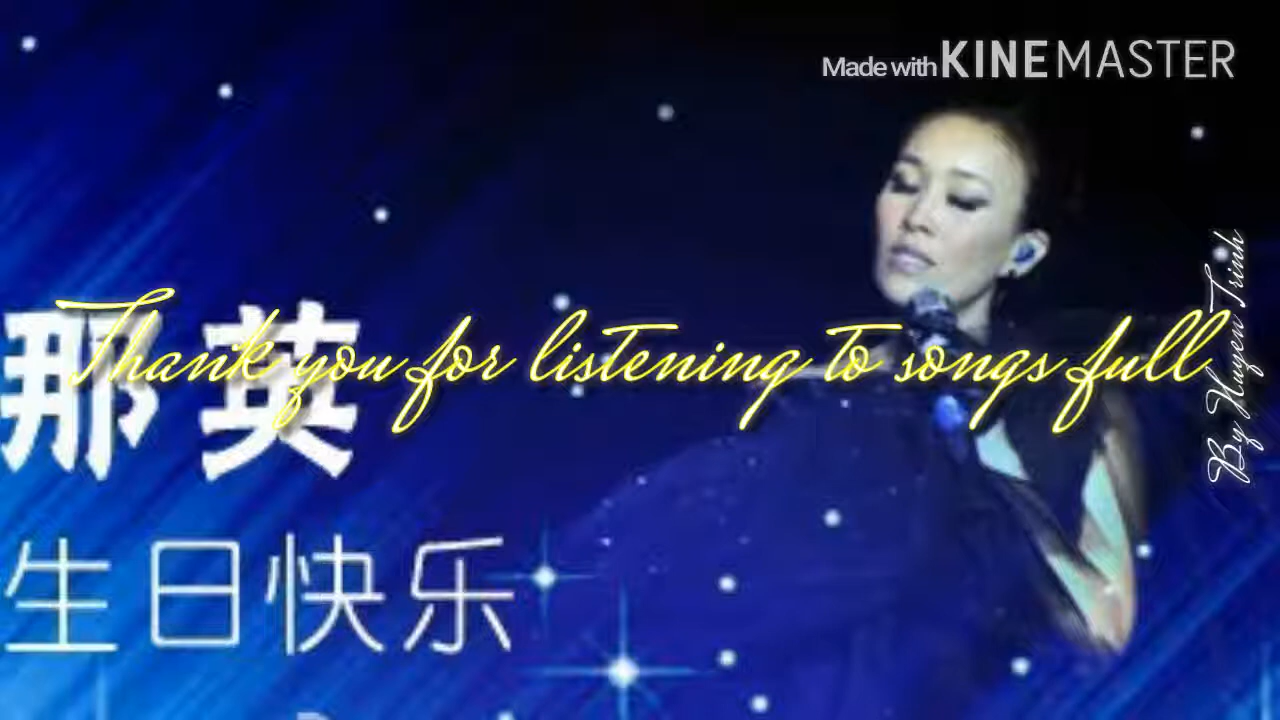 Made with KINEMASTER
那英
Thank you for listening to songs full
By Huyen Trinh
生日快乐